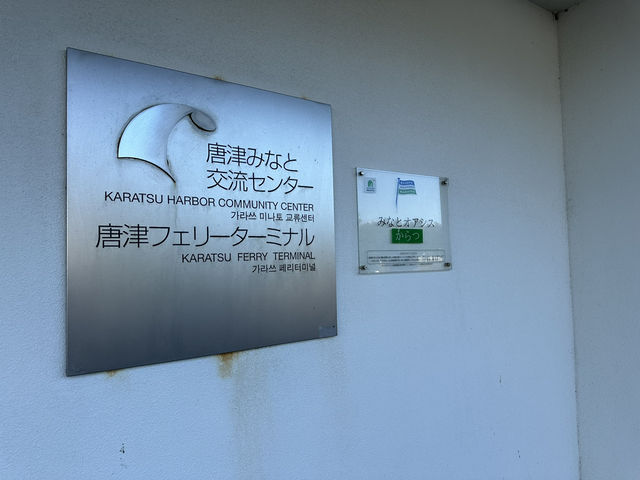 唐津みなと
交流センター
KARATSU HARBOR COMMUNITY CENTER
가라쓰 미나토 교류센터
唐津フェリーターミナル
KARATSU FERRY TERMINAL
가라쓰 페리터미널
みなとオアシス
からつ